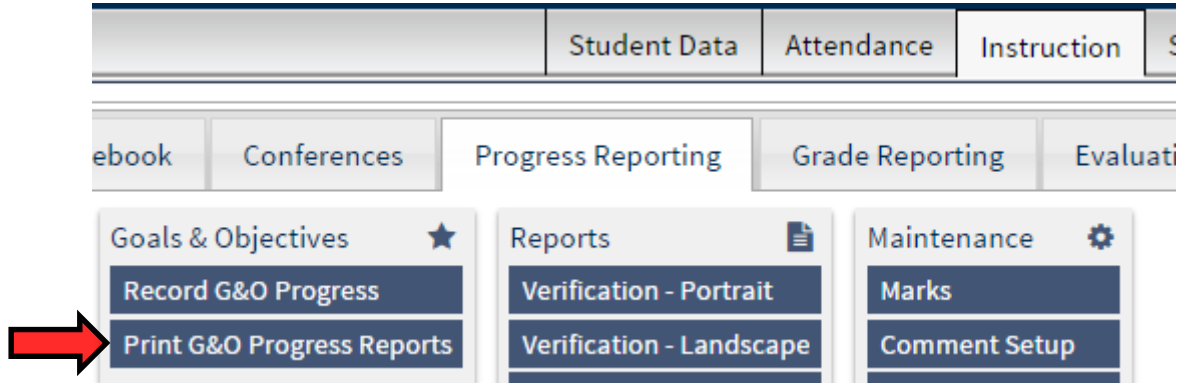 Student Data Attendance Instruction S
ebook Conferences Progress Reporting Grade Reporting Evaluati
Goals & Objectives Reports Maintenance
Record G&O Progress Verification - Portrait Marks
Print G&O Progress Reports Verification - Landscape Comment Setup